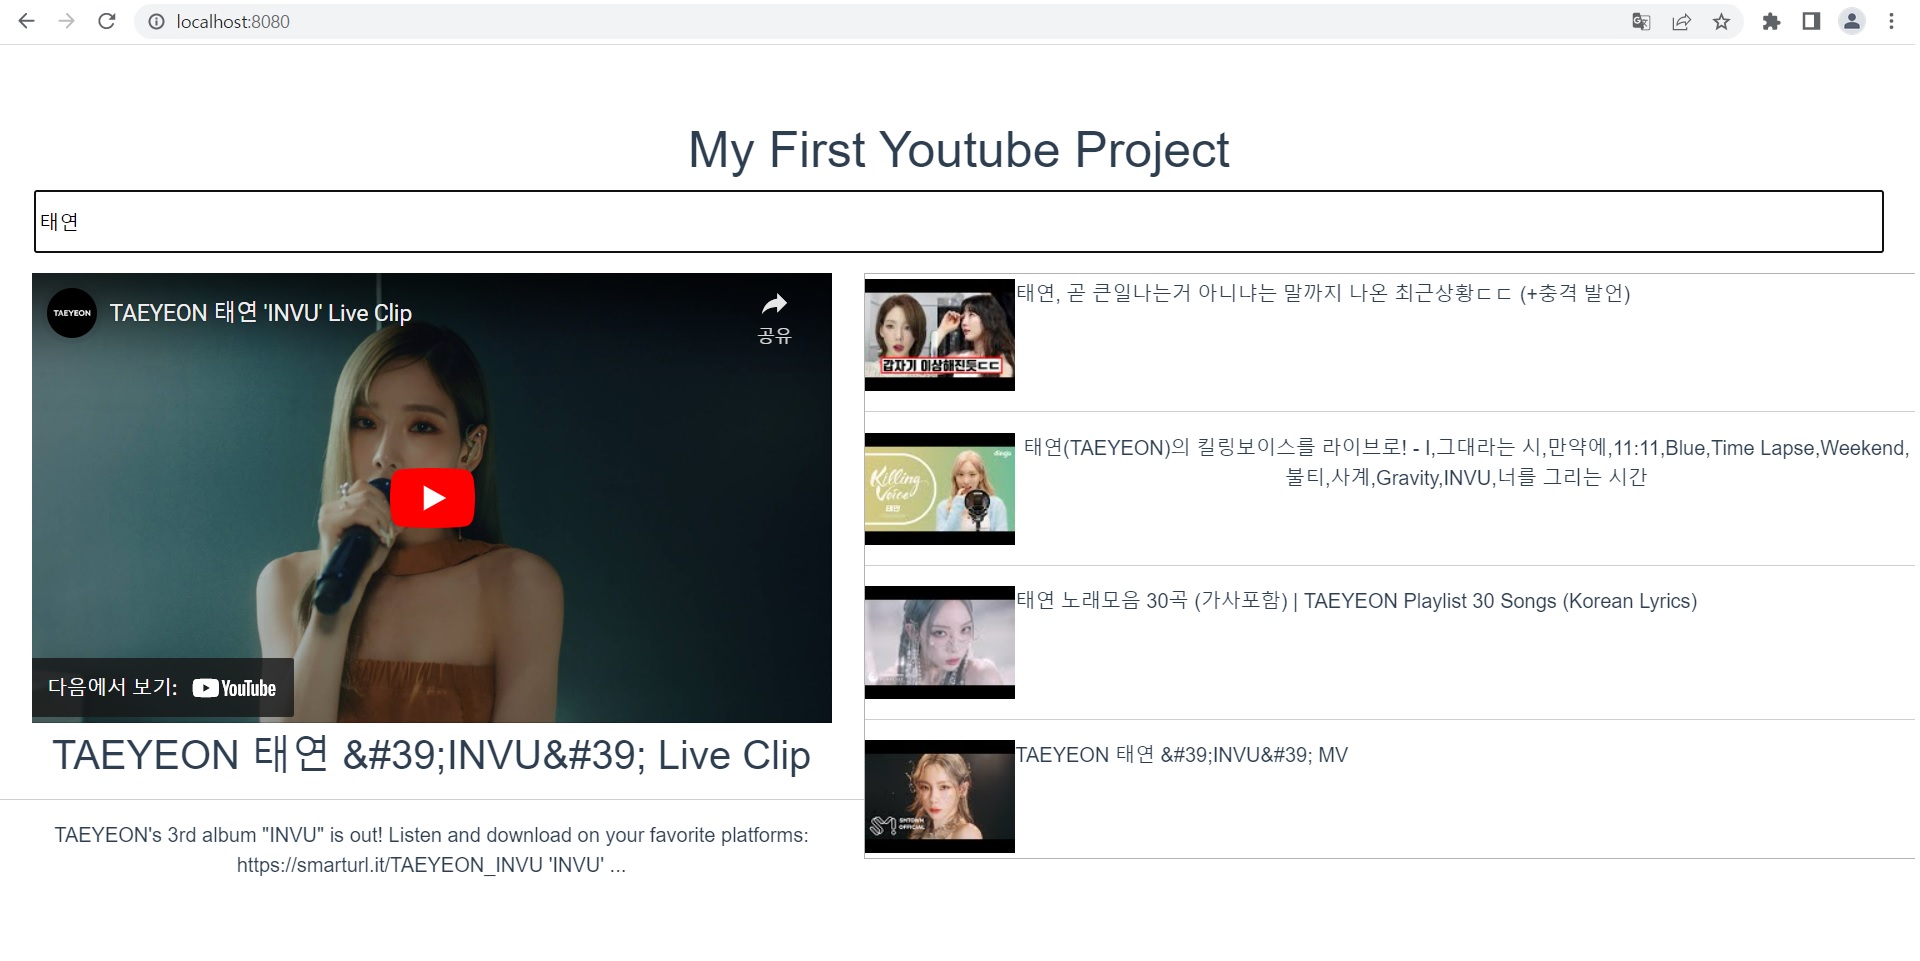 localhost:8080
My First Youtube Project
태연
TAEYEON
TAEYEON 태연 'INVU' Live Clip
공유
다음에서 보기: YouTube
TAEYEON 태연 &#39;INVU&#39; Live Clip
TAEYEON's 3rd album "INVU" is out! Listen and download on your favorite platforms:
https://smarturl.it/TAEYEON_INVU 'INVU' ...
갑자기 이상해진듯ㄷㄷ
태연, 곧 큰일나는거 아니냐는 말까지 나온 최근상황ㄷㄷ (+충격 발언)
dingo
Killing
Voice
태연
태연(TAEYEON)의 킬링보이스를 라이브로! - I,그대라는 시,만약에,11:11,Blue,Time Lapse,Weekend,
불티,사계,Gravity,INVU,너를 그리는 시간
태연 노래모음 30곡 (가사포함) | TAEYEON Playlist 30 Songs (Korean Lyrics)
SMTOWN
OFFICIAL
TAEYEON 태연 &#39;INVU&#39; MV